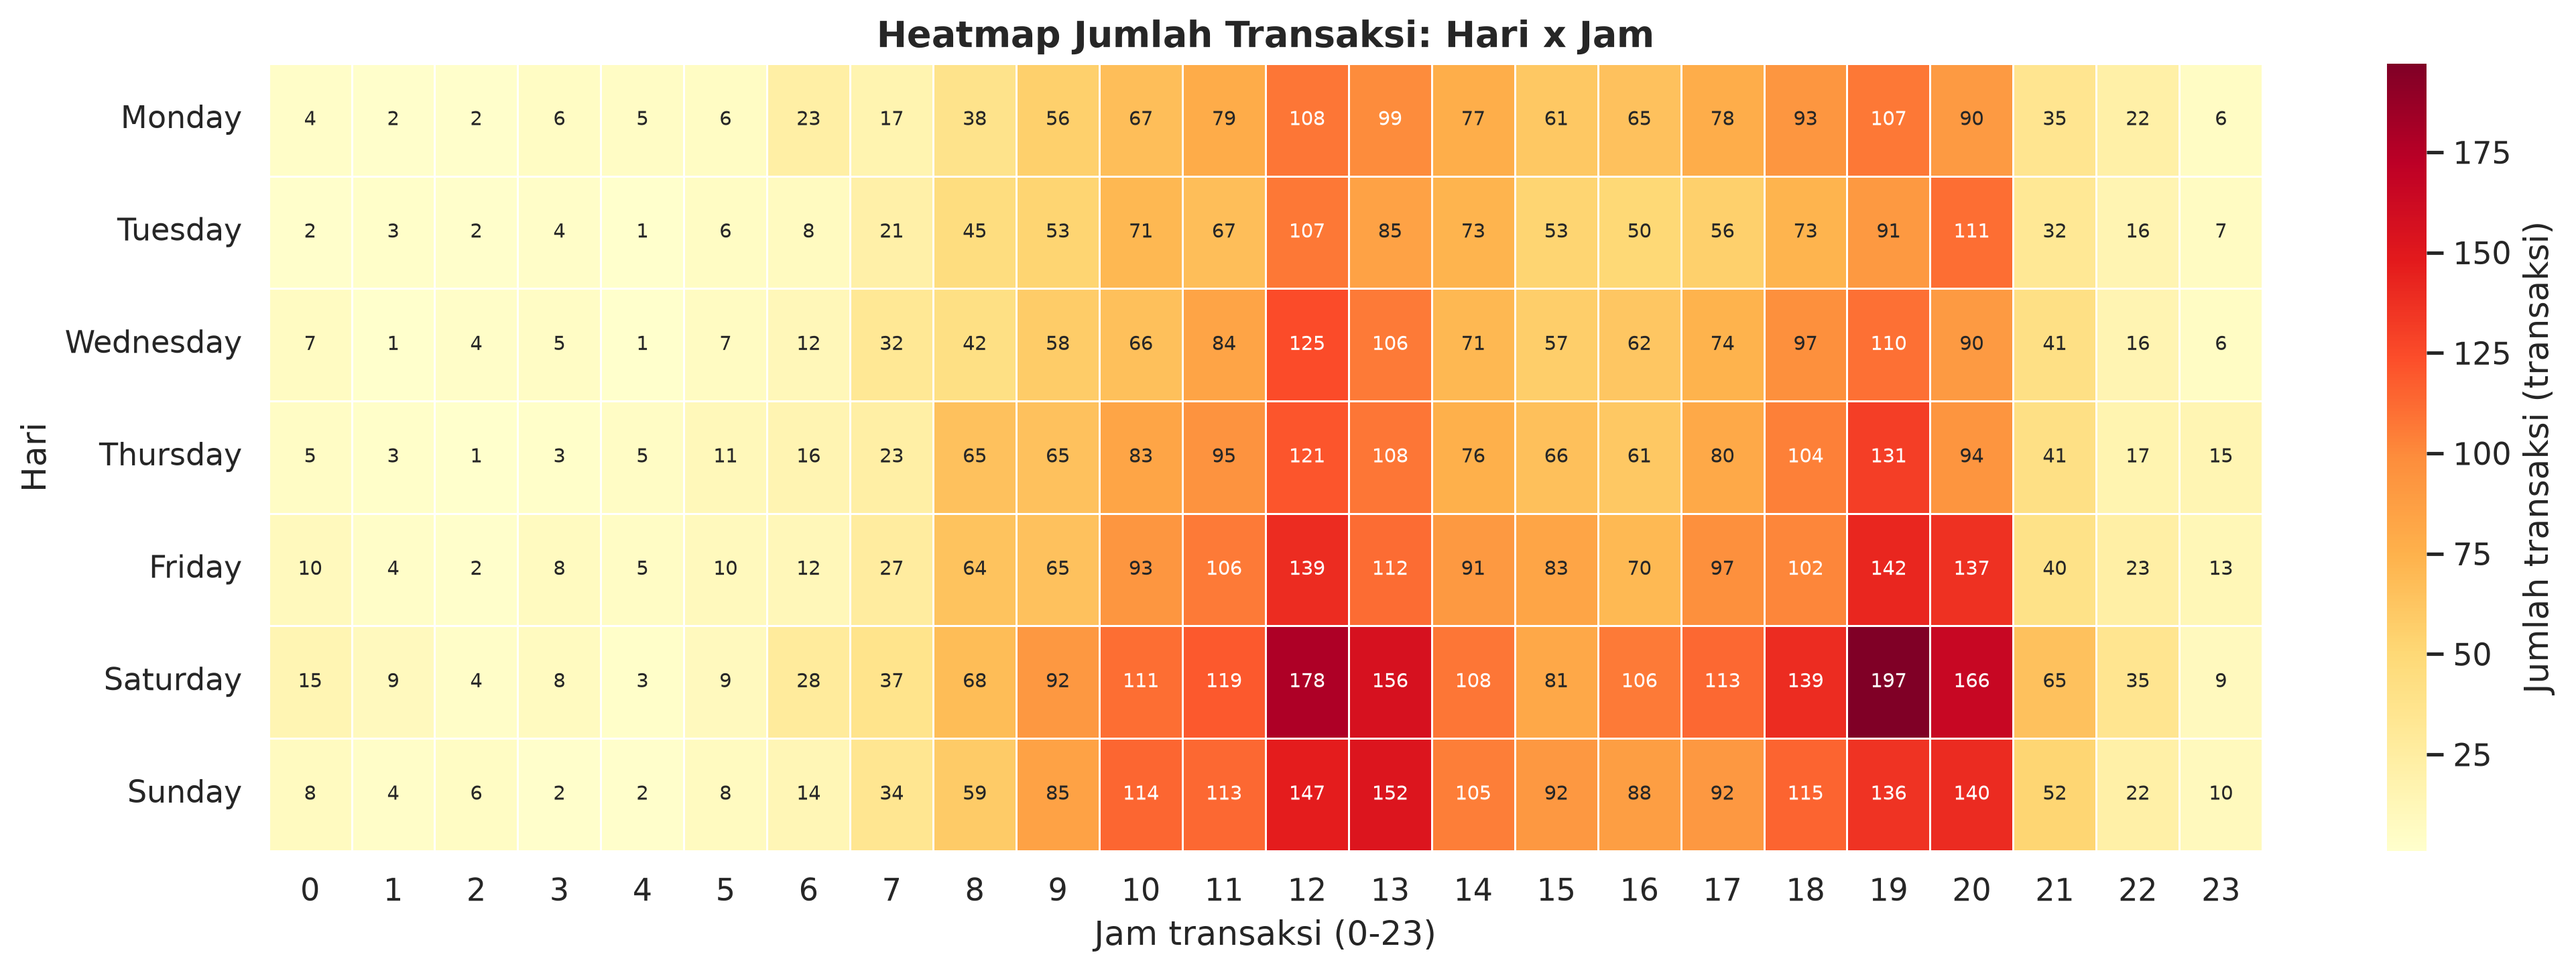 Heatmap Jumlah Transaksi: Hari x Jam
Monday 4 2 2 6 5 6 23 17 38 56 67 79 108 99 77 61 65 78 93 107 90 35 22 6
Tuesday 2 3 2 4 1 6 8 21 45 53 71 67 107 85 73 53 50 56 73 91 111 32 16 7
Wednesday 7 1 4 5 1 7 12 32 42 58 66 84 125 106 71 57 62 74 97 110 90 41 16 6
Thursday 5 3 1 3 5 11 16 23 65 65 83 95 121 108 76 66 61 80 104 131 94 41 17 15
Friday 10 4 2 8 5 10 12 27 64 65 93 106 139 112 91 83 70 97 102 142 137 40 23 13
Saturday 15 9 4 8 3 9 28 37 68 92 111 119 178 156 108 81 106 113 139 197 166 65 35 9
Sunday 8 4 6 2 2 8 14 34 59 85 114 113 147 152 105 92 88 92 115 136 140 52 22 10
0 1 2 3 4 5 6 7 8 9 10 11 12 13 14 15 16 17 18 19 20 21 22 23
Jam transaksi (0-23)
Hari
175
150
125
100
75
50
25
Jumlah transaksi (transaksi)